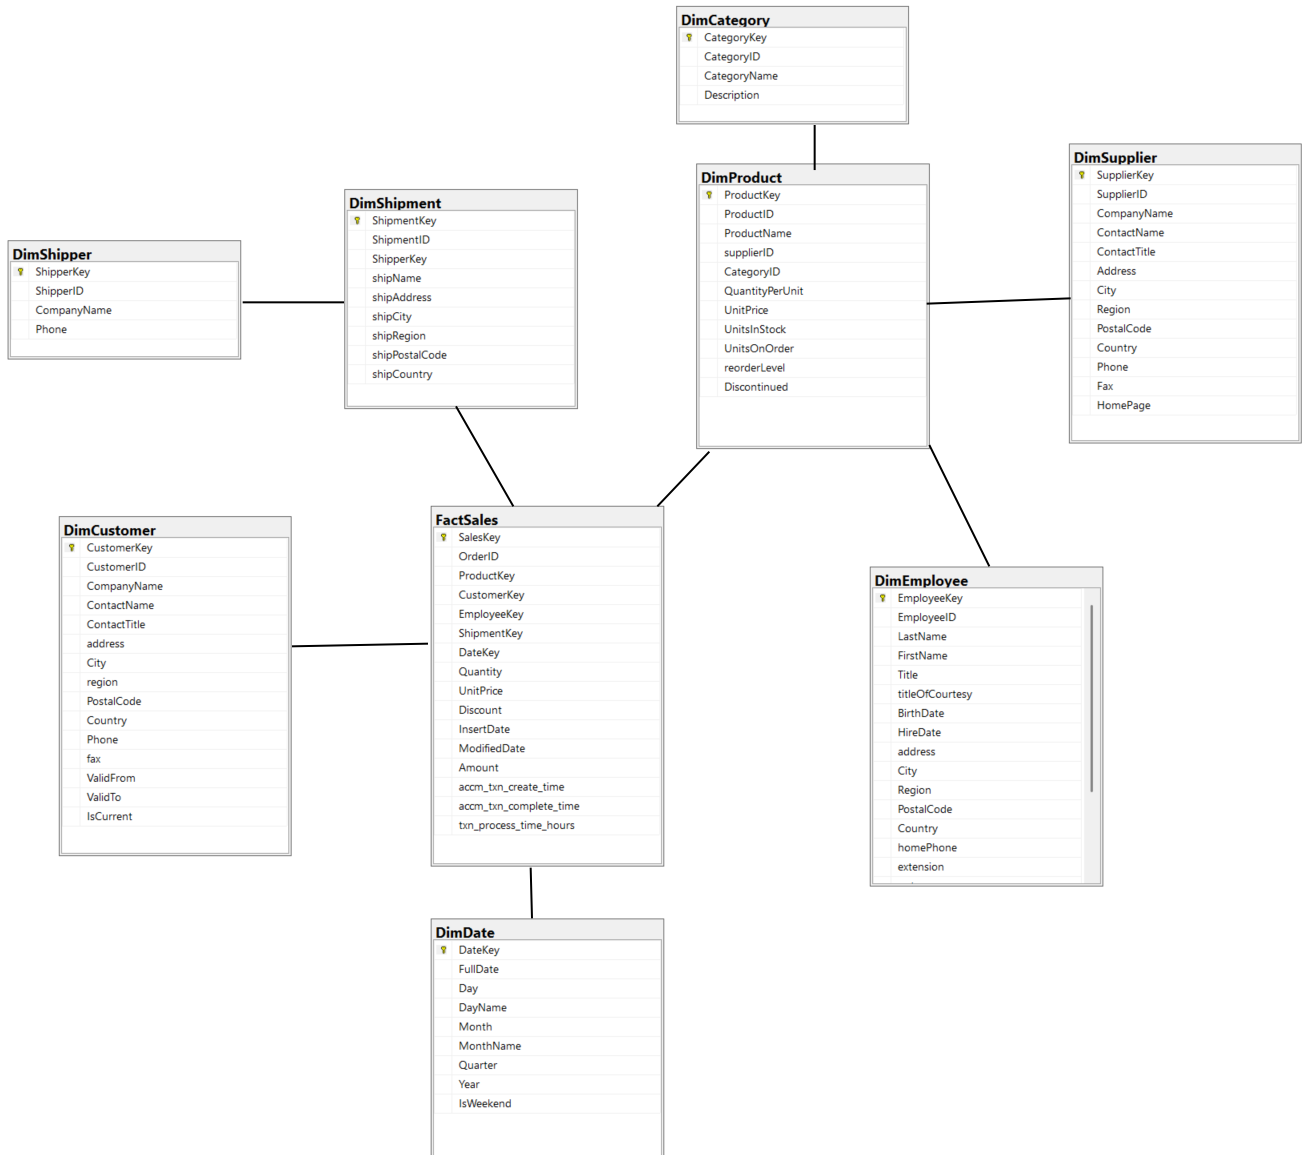 DimCategory
CategoryKey
CategoryID
CategoryName
Description
DimSupplier
SupplierKey
SupplierID
CompanyName
ContactName
ContactTitle
Address
City
Region
PostalCode
Country
Phone
Fax
HomePage
DimProduct
ProductKey
ProductID
ProductName
supplierID
CategoryID
QuantityPerUnit
UnitPrice
UnitsInStock
UnitsOnOrder
reorderLevel
Discontinued
DimShipment
ShipmentKey
ShipmentID
ShipperKey
shipName
shipAddress
shipCity
shipRegion
shipPostalCode
shipCountry
DimShipper
ShipperKey
ShipperID
CompanyName
Phone
FactSales
SalesKey
OrderID
ProductKey
CustomerKey
EmployeeKey
ShipmentKey
DateKey
Quantity
UnitPrice
Discount
InsertDate
ModifiedDate
Amount
accm_txn_create_time
accm_txn_complete_time
txn_process_time_hours
DimCustomer
CustomerKey
CustomerID
CompanyName
ContactName
ContactTitle
address
City
region
PostalCode
Country
Phone
fax
ValidFrom
ValidTo
IsCurrent
DimEmployee
EmployeeKey
EmployeeID
LastName
FirstName
Title
titleOfCourtesy
BirthDate
HireDate
address
City
Region
PostalCode
Country
homePhone
extension
DimDate
DateKey
FullDate
Day
DayName
Month
MonthName
Quarter
Year
IsWeekend